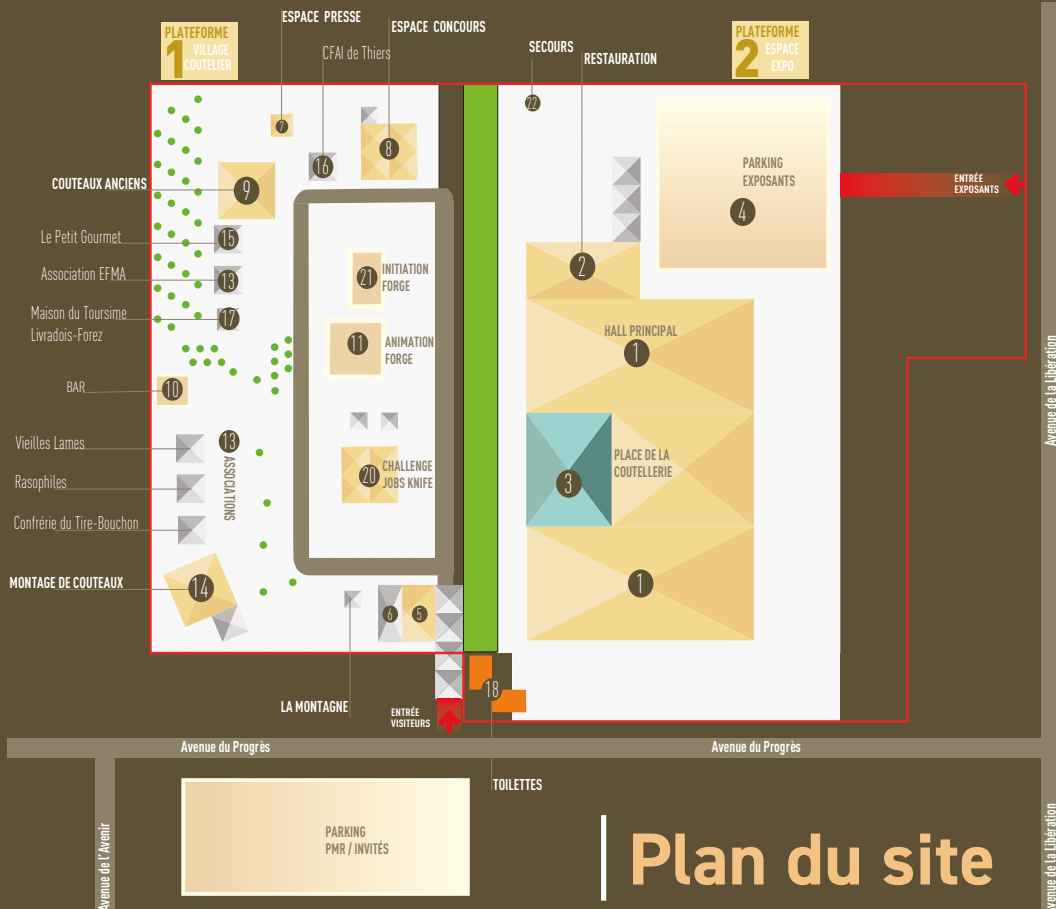 ESPACE PRESSE
ESPACE CONCOURS
CFAI de Thiers
PLATEFORME
1 VILLAGE
COUTELIER
SECOURS
RESTAURATION
PLATEFORME
2 ESPACE
EXPO
7
8
16
22
COUTEAUX ANCIENS
9
PARKING
EXPOSANTS
4
ENTRÉE
EXPOSANTS
Le Petit Gourmet
15
Association EFMA
13
Maison du Toursime
Livradois-Forez
17
21
INITIATION
FORGE
11
ANIMATION
FORGE
2
HALL PRINCIPAL
1
BAR
10
Vieilles Lames
13
ASSOCIATIONS
Rasophiles
Confrérie du Tire-Bouchon
20
CHALLENGE
JOBS KNIFE
3
PLACE DE LA
COUTELLERIE
MONTAGE DE COUTEAUX
14
6
5
1
LA MONTAGNE
ENTRÉE
VISITEURS
18
Avenue de la Libération
Avenue du Progrès
Avenue du Progrès
TOILETTES
PARKING
PMR / INVITÉS
Avenue de l'Avenir
Avenue de la Libération
Plan du site